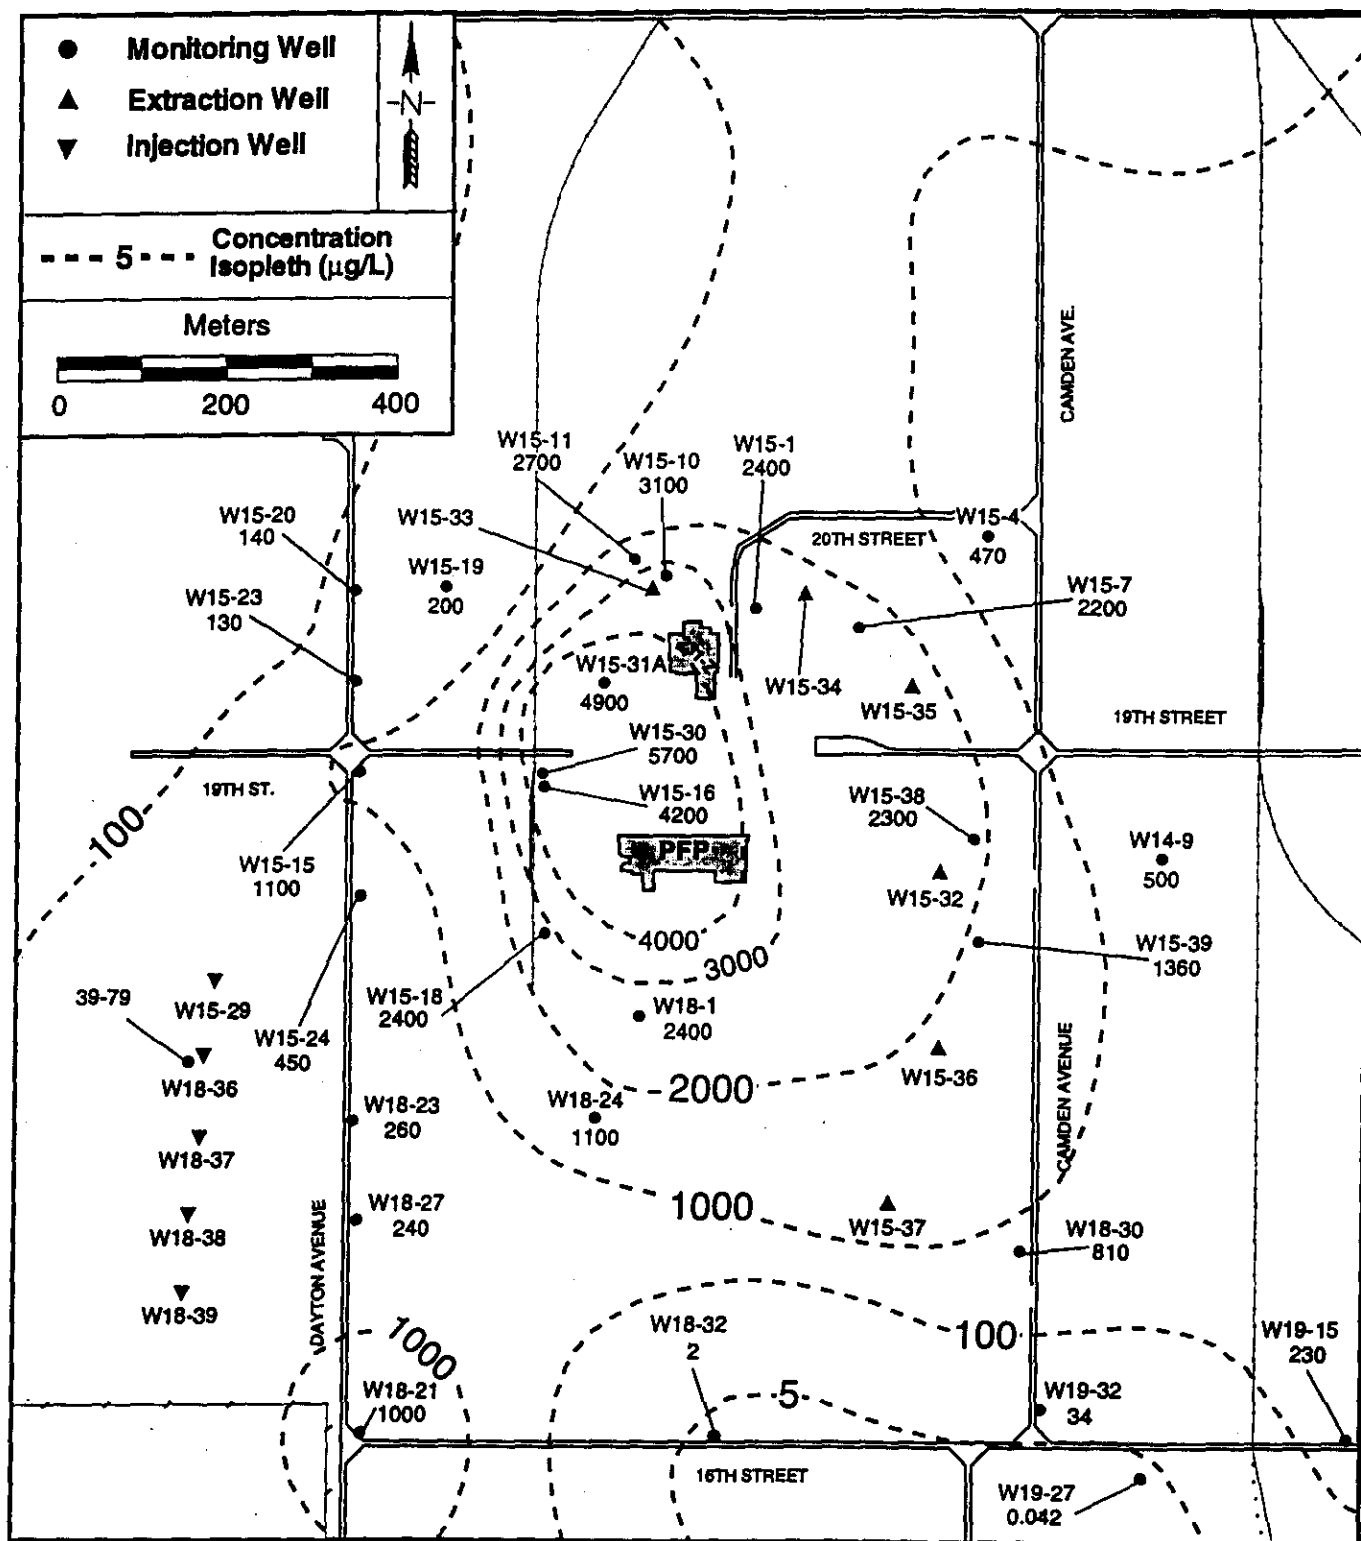 Monitoring Well
Extraction Well
Injection Well
N
5
Concentration
Isopleth (µg/L)
Meters
0 200 400
W15-11
2700
W15-10
3100
W15-1
2400
W15-20
140
W15-33
W15-19
200
W15-23
130
20TH STREET
W15-4
470
CAMDEN AVE.
W15-7
2200
W15-31A
4900
W15-34
W15-35
19TH STREET
W15-30
5700
19TH ST.
W15-16
4200
W15-38
2300
100
PFP
W14-9
500
W15-15
1100
W15-32
4000
3000
W15-39
1360
39-79
W15-29
W15-18
2400
W18-1
2400
W15-24
450
W18-36
W15-36
CAMDEN AVENUE
2000
W18-23
260
W18-24
1100
W18-37
1000
W15-37
W18-27
240
W18-30
810
W18-38
DAYTON AVENUE
W18-39
1000
W18-32
2
100
W19-15
230
W18-21
1000
5
W19-32
34
16TH STREET
W19-27
0.042